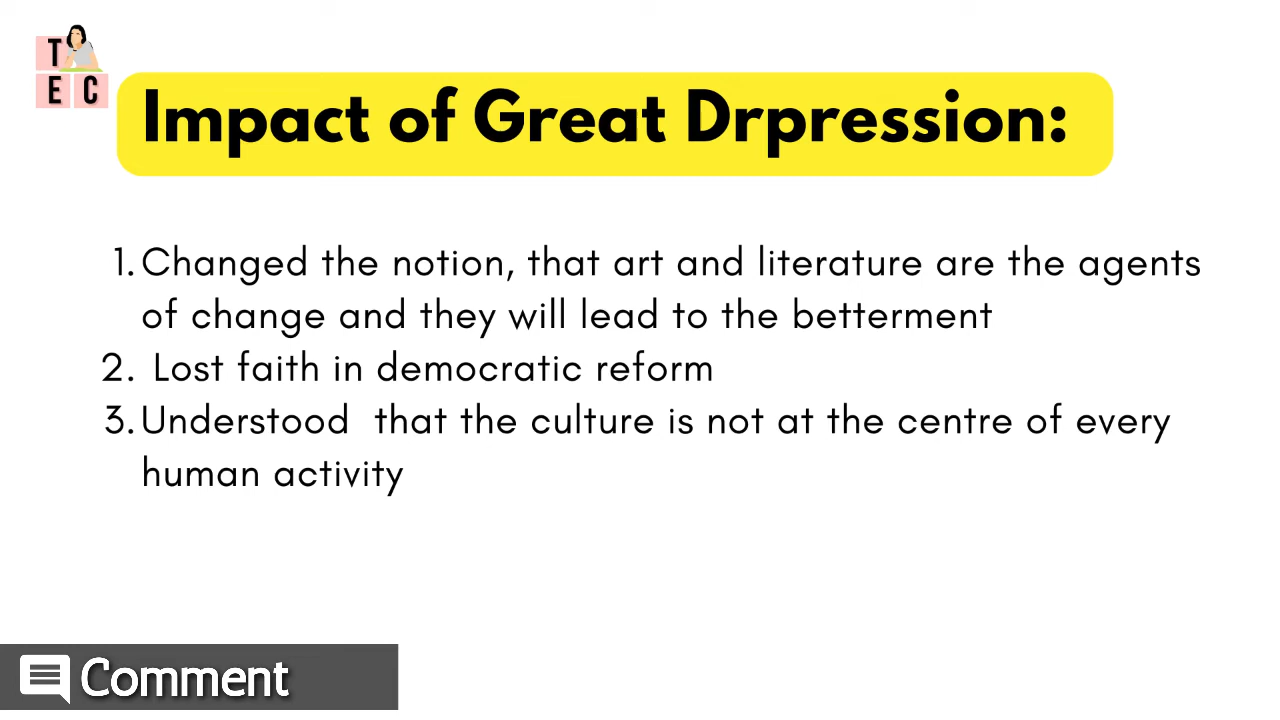 T
E C
Impact of Great Drpression:
1. Changed the notion, that art and literature are the agents
of change and they will lead to the betterment
2. Lost faith in democratic reform
3. Understood that the culture is not at the centre of every
human activity
Comment